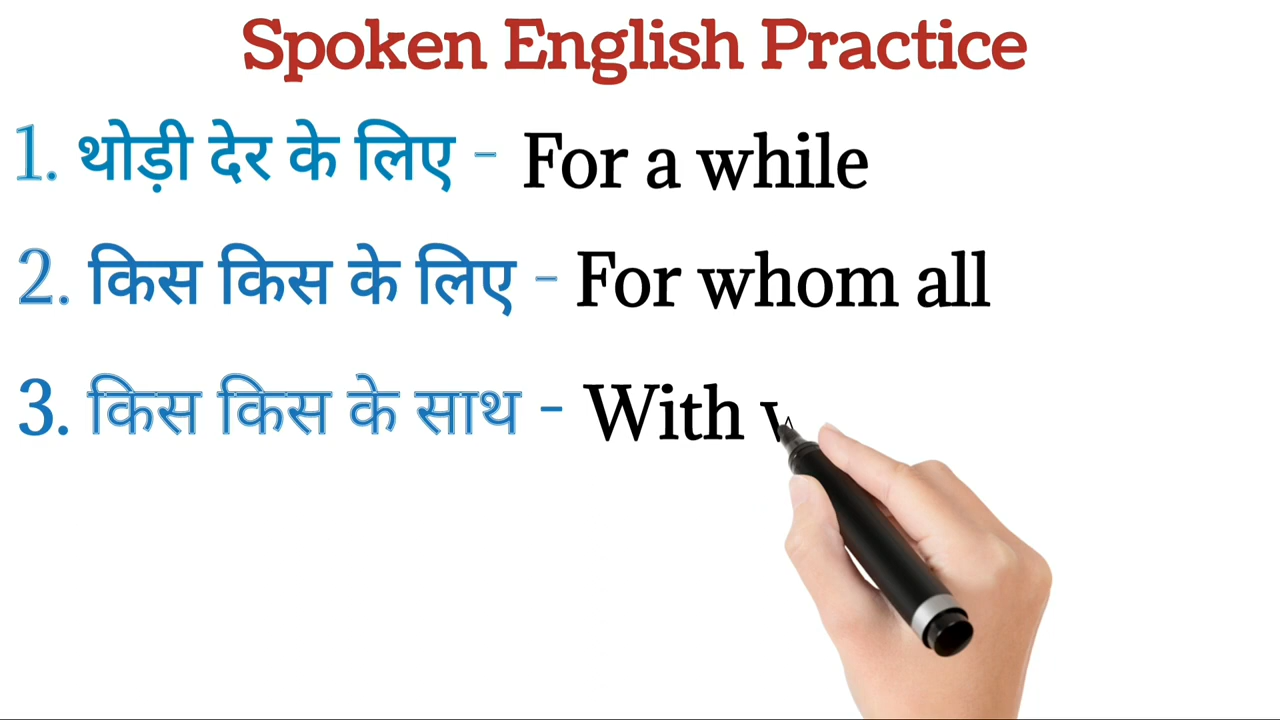 Spoken English Practice
1. थोड़ी देर के लिए - For a while
2. किस किस के लिए - For whom all
3. किस किस के साथ - With